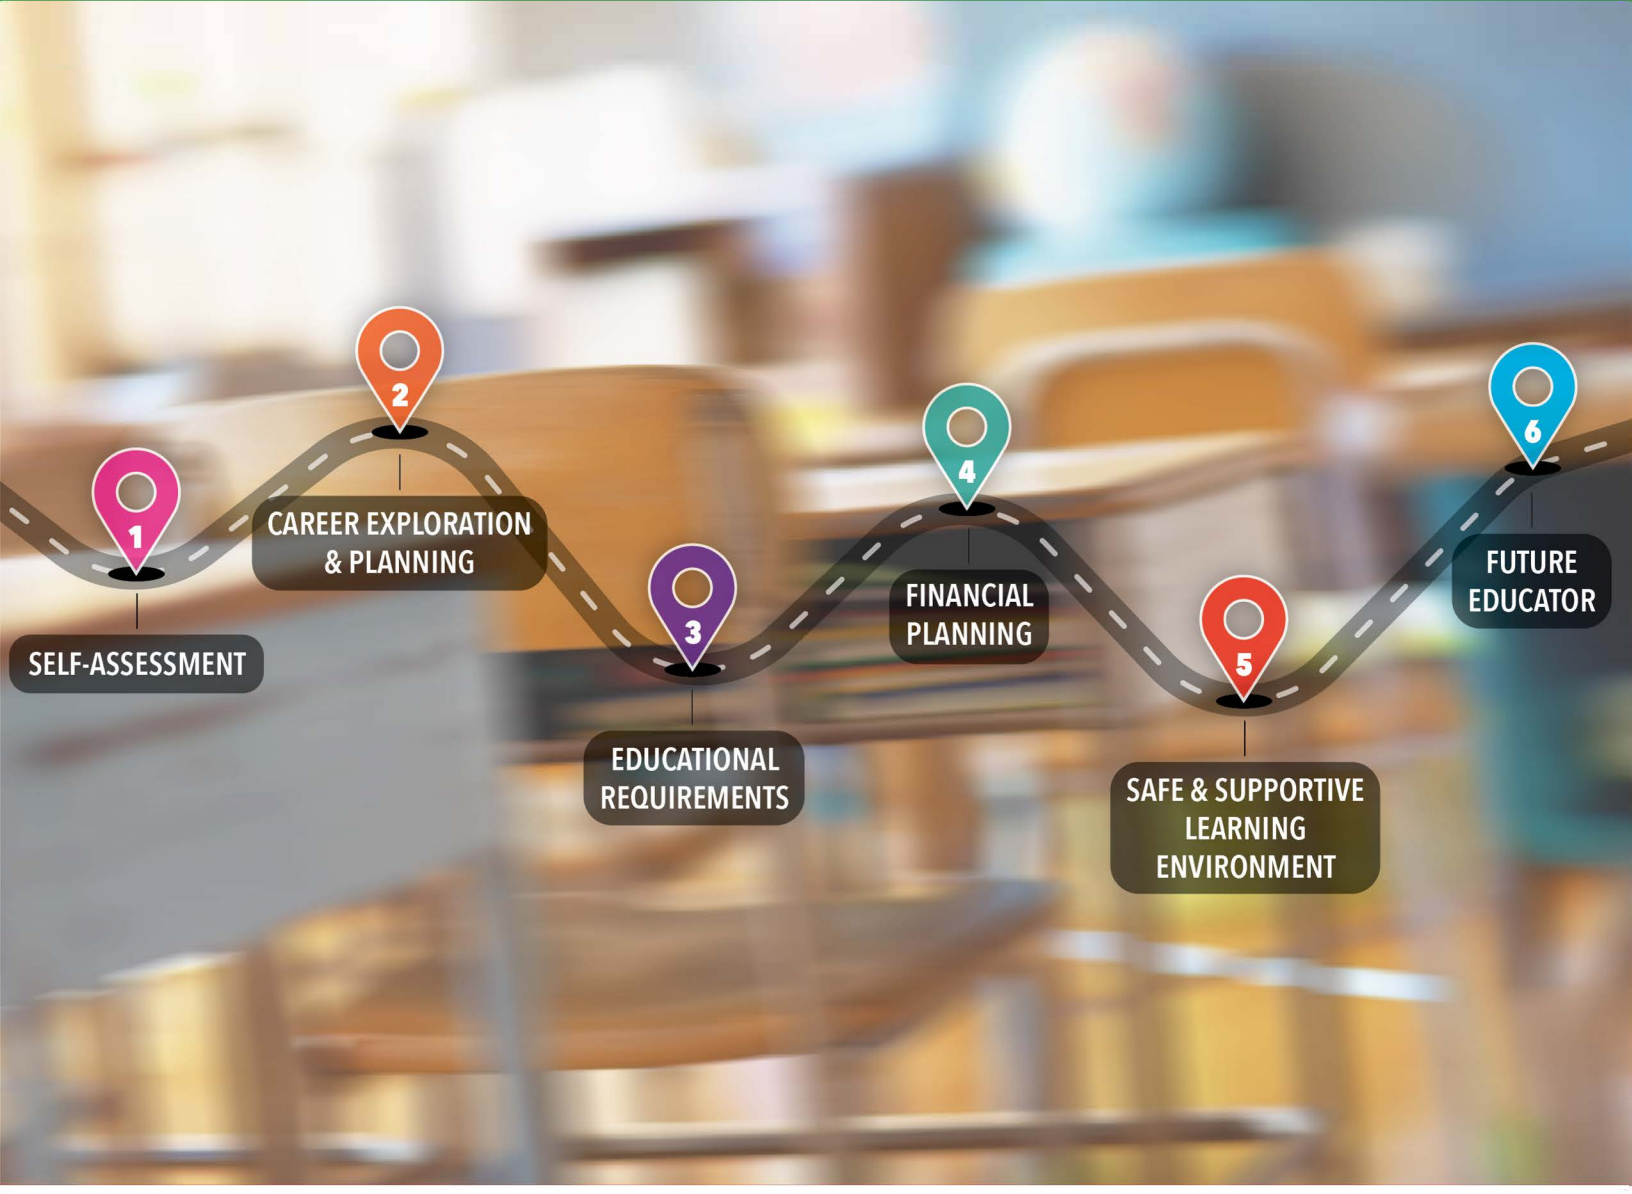 1
SELF-ASSESSMENT
2
CAREER EXPLORATION
& PLANNING
3
EDUCATIONAL
REQUIREMENTS
4
FINANCIAL
PLANNING
5
SAFE & SUPPORTIVE
LEARNING
ENVIRONMENT
6
FUTURE
EDUCATOR